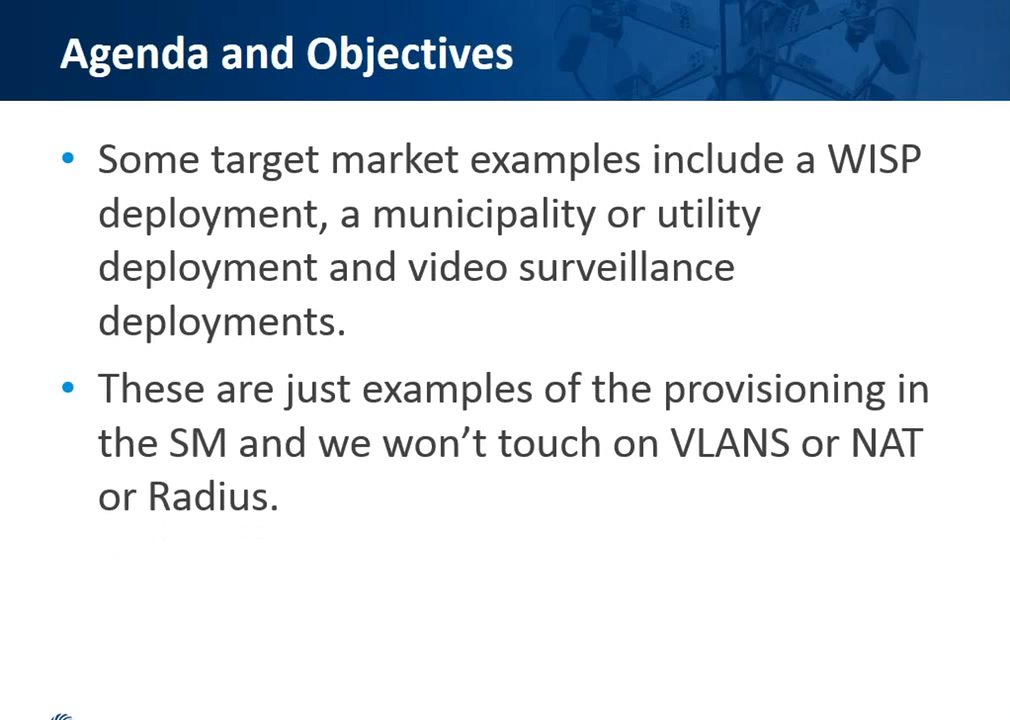 Agenda and Objectives
• Some target market examples include a WISP
deployment, a municipality or utility
deployment and video surveillance
deployments.
• These are just examples of the provisioning in
the SM and we won’t touch on VLANS or NAT
or Radius.